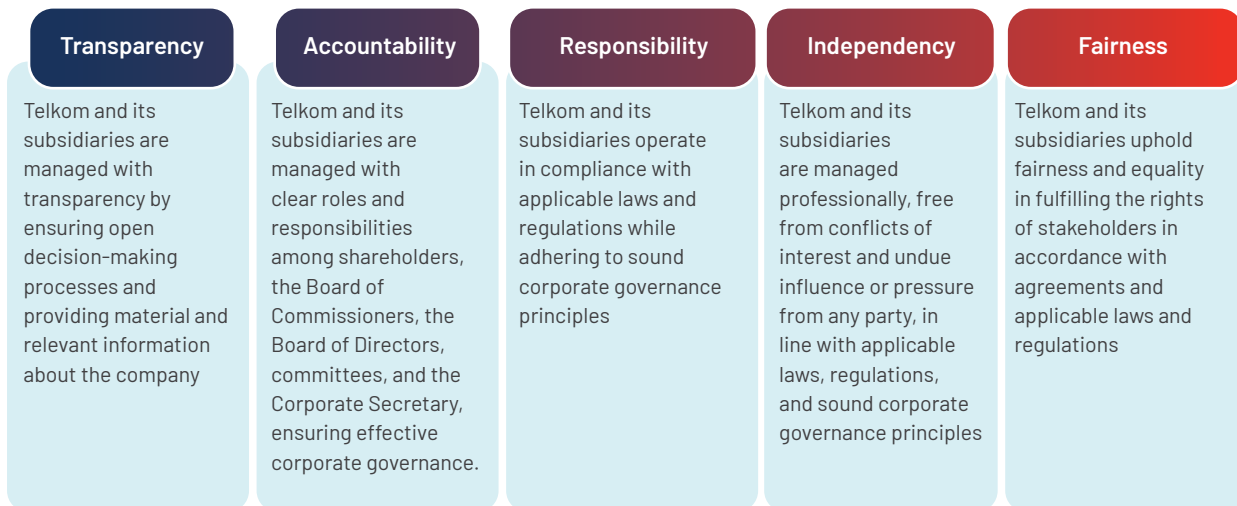 Transparency
Telkom and its
subsidiaries are
managed with
transparency by
ensuring open
decision-making
processes and
providing material and
relevant information
about the company
Accountability
Telkom and its
subsidiaries are
managed with
clear roles and
responsibilities
among shareholders,
the Board of
Commissioners, the
Board of Directors,
committees, and the
Corporate Secretary,
ensuring effective
corporate governance.
Responsibility
Telkom and its
subsidiaries operate
in compliance with
applicable laws and
regulations while
adhering to sound
corporate governance
principles
Independency
Telkom and its
subsidiaries
are managed
professionally, free
from conflicts of
interest and undue
influence or pressure
from any party, in
line with applicable
laws, regulations,
and sound corporate
governance principles
Fairness
Telkom and its
subsidiaries uphold
fairness and equality
in fulfilling the rights
of stakeholders in
accordance with
agreements and
applicable laws and
regulations